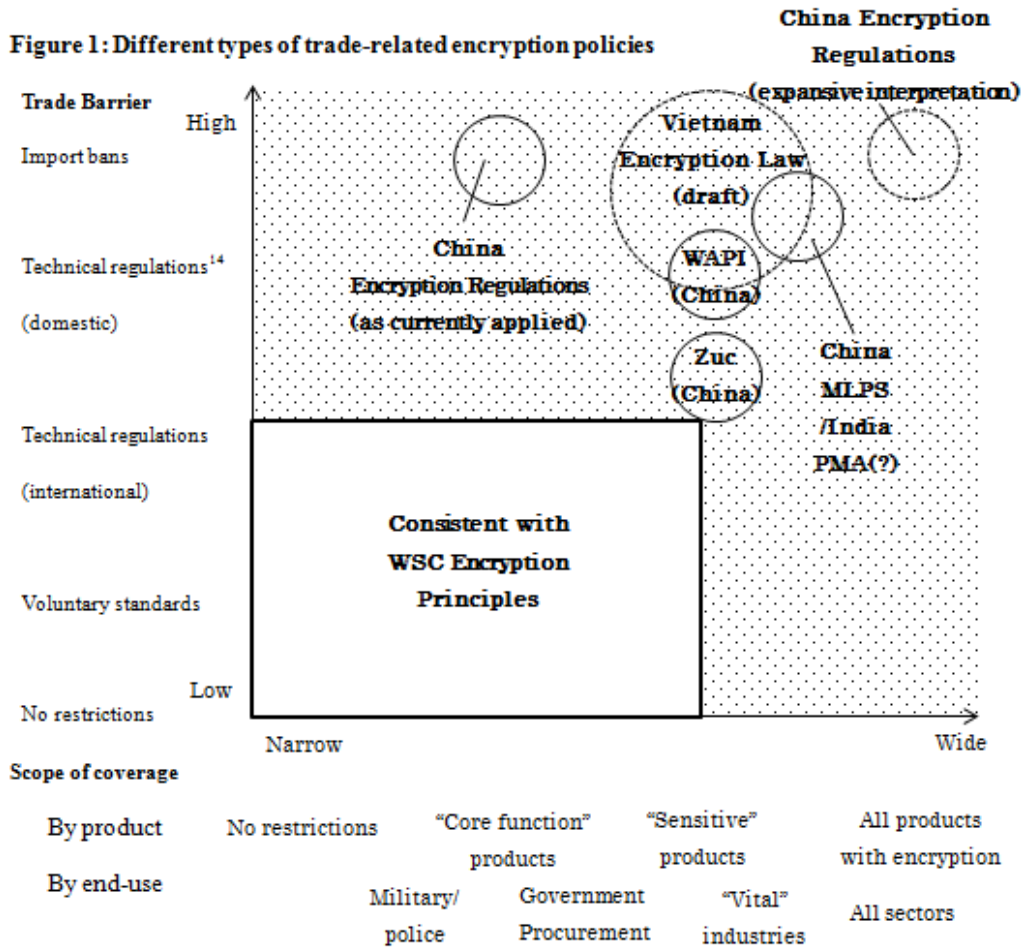 China Encryption
Regulations
(expansive interpretation)
Figure 1: Different types of trade-related encryption policies
Trade Barrier
High
Import bans
Vietnam
Encryption Law
(draft)
China
Encryption Regulations
(as currently applied)
Technical regulations¹⁴
(domestic)
WAPI
(China)
Zuc
(China)
China
MLPS
/India
PMA(?)
Technical regulations
(international)
Consistent with
WSC Encryption
Principles
Voluntary standards
Low
No restrictions
Narrow
Wide
Scope of coverage
By product
No restrictions
“Core function”
products
“Sensitive”
products
All products
with encryption
By end-use
Military/
police
Government
Procurement
“Vital”
industries
All sectors